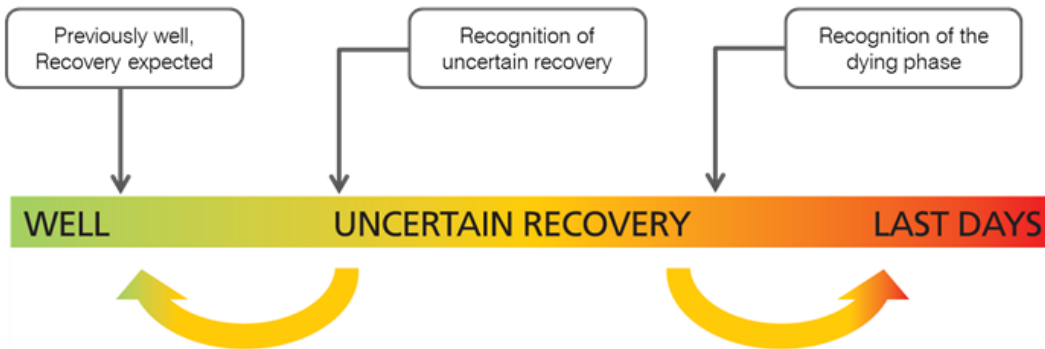 Previously well,
Recovery expected
Recognition of
uncertain recovery
Recognition of the
dying phase
WELL
UNCERTAIN RECOVERY
LAST DAYS